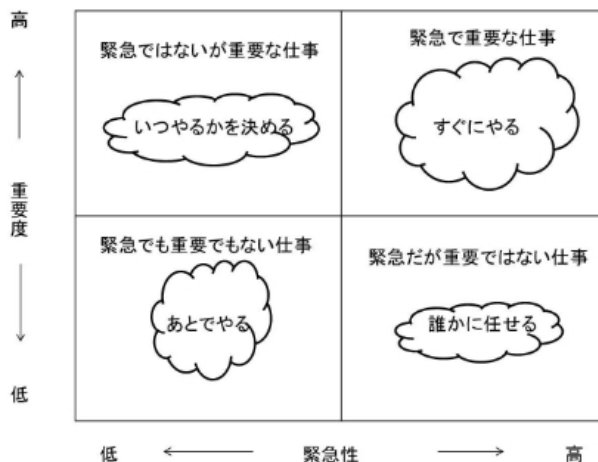 高
緊急ではないが重要な仕事
緊急で重要な仕事
いつやるかを決める
すぐにやる
重要度
緊急でも重要でもない仕事
緊急だが重要ではない仕事
あとでやる
誰かに任せる
低
低
緊急性
高